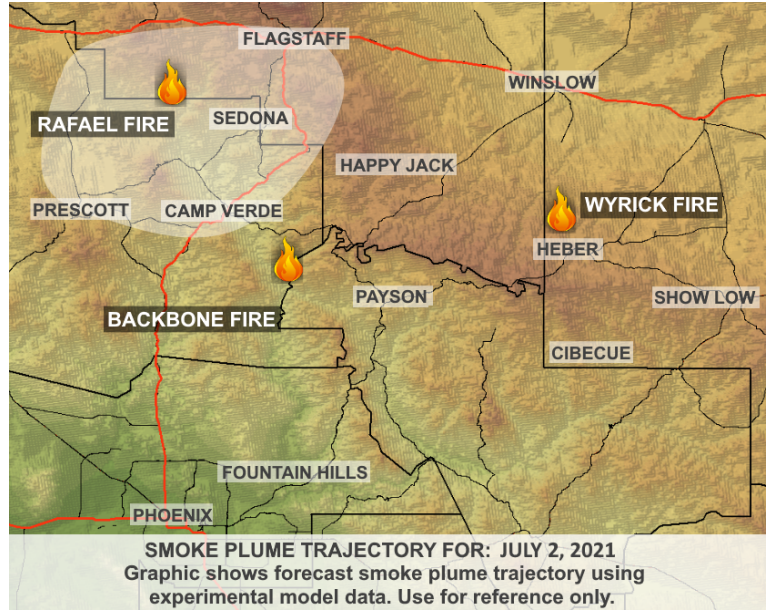 FLAGSTAFF
WINSLOW
RAFAEL FIRE
SEDONA
HAPPY JACK
PRESCOTT
CAMP VERDE
WYRICK FIRE
HEBER
PAYSON
SHOW LOW
BACKBONE FIRE
CIBECUE
FOUNTAIN HILLS
PHOENIX
SMOKE PLUME TRAJECTORY FOR: JULY 2, 2021
Graphic shows forecast smoke plume trajectory using
experimental model data. Use for reference only.